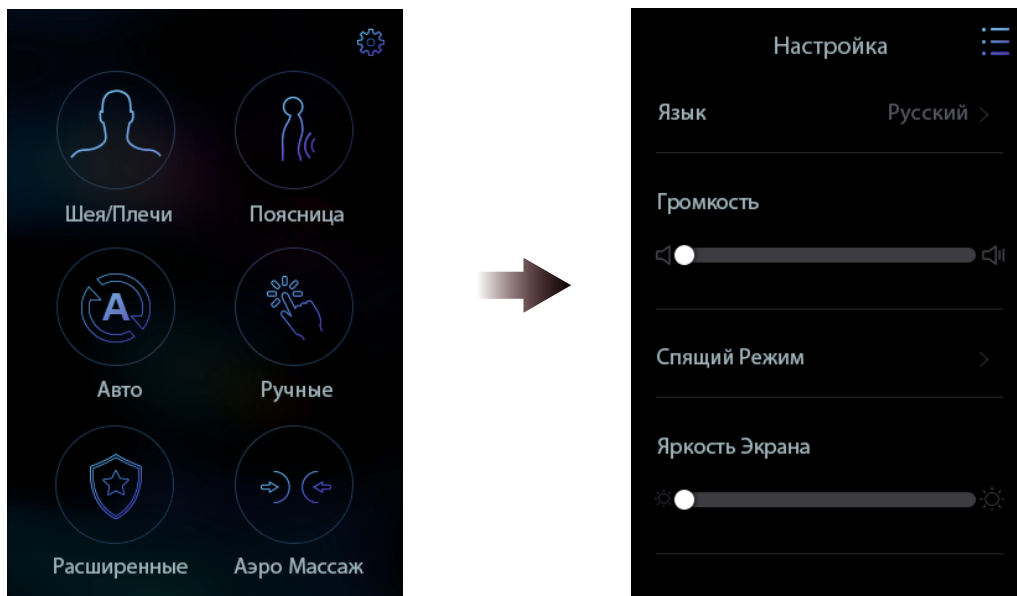 Шея/Плечи
Поясница
A
Авто
Ручные
Расширенные
Аэро Массаж
Настройка
Язык
Русский
Громкость
Спящий Режим
Яркость Экрана